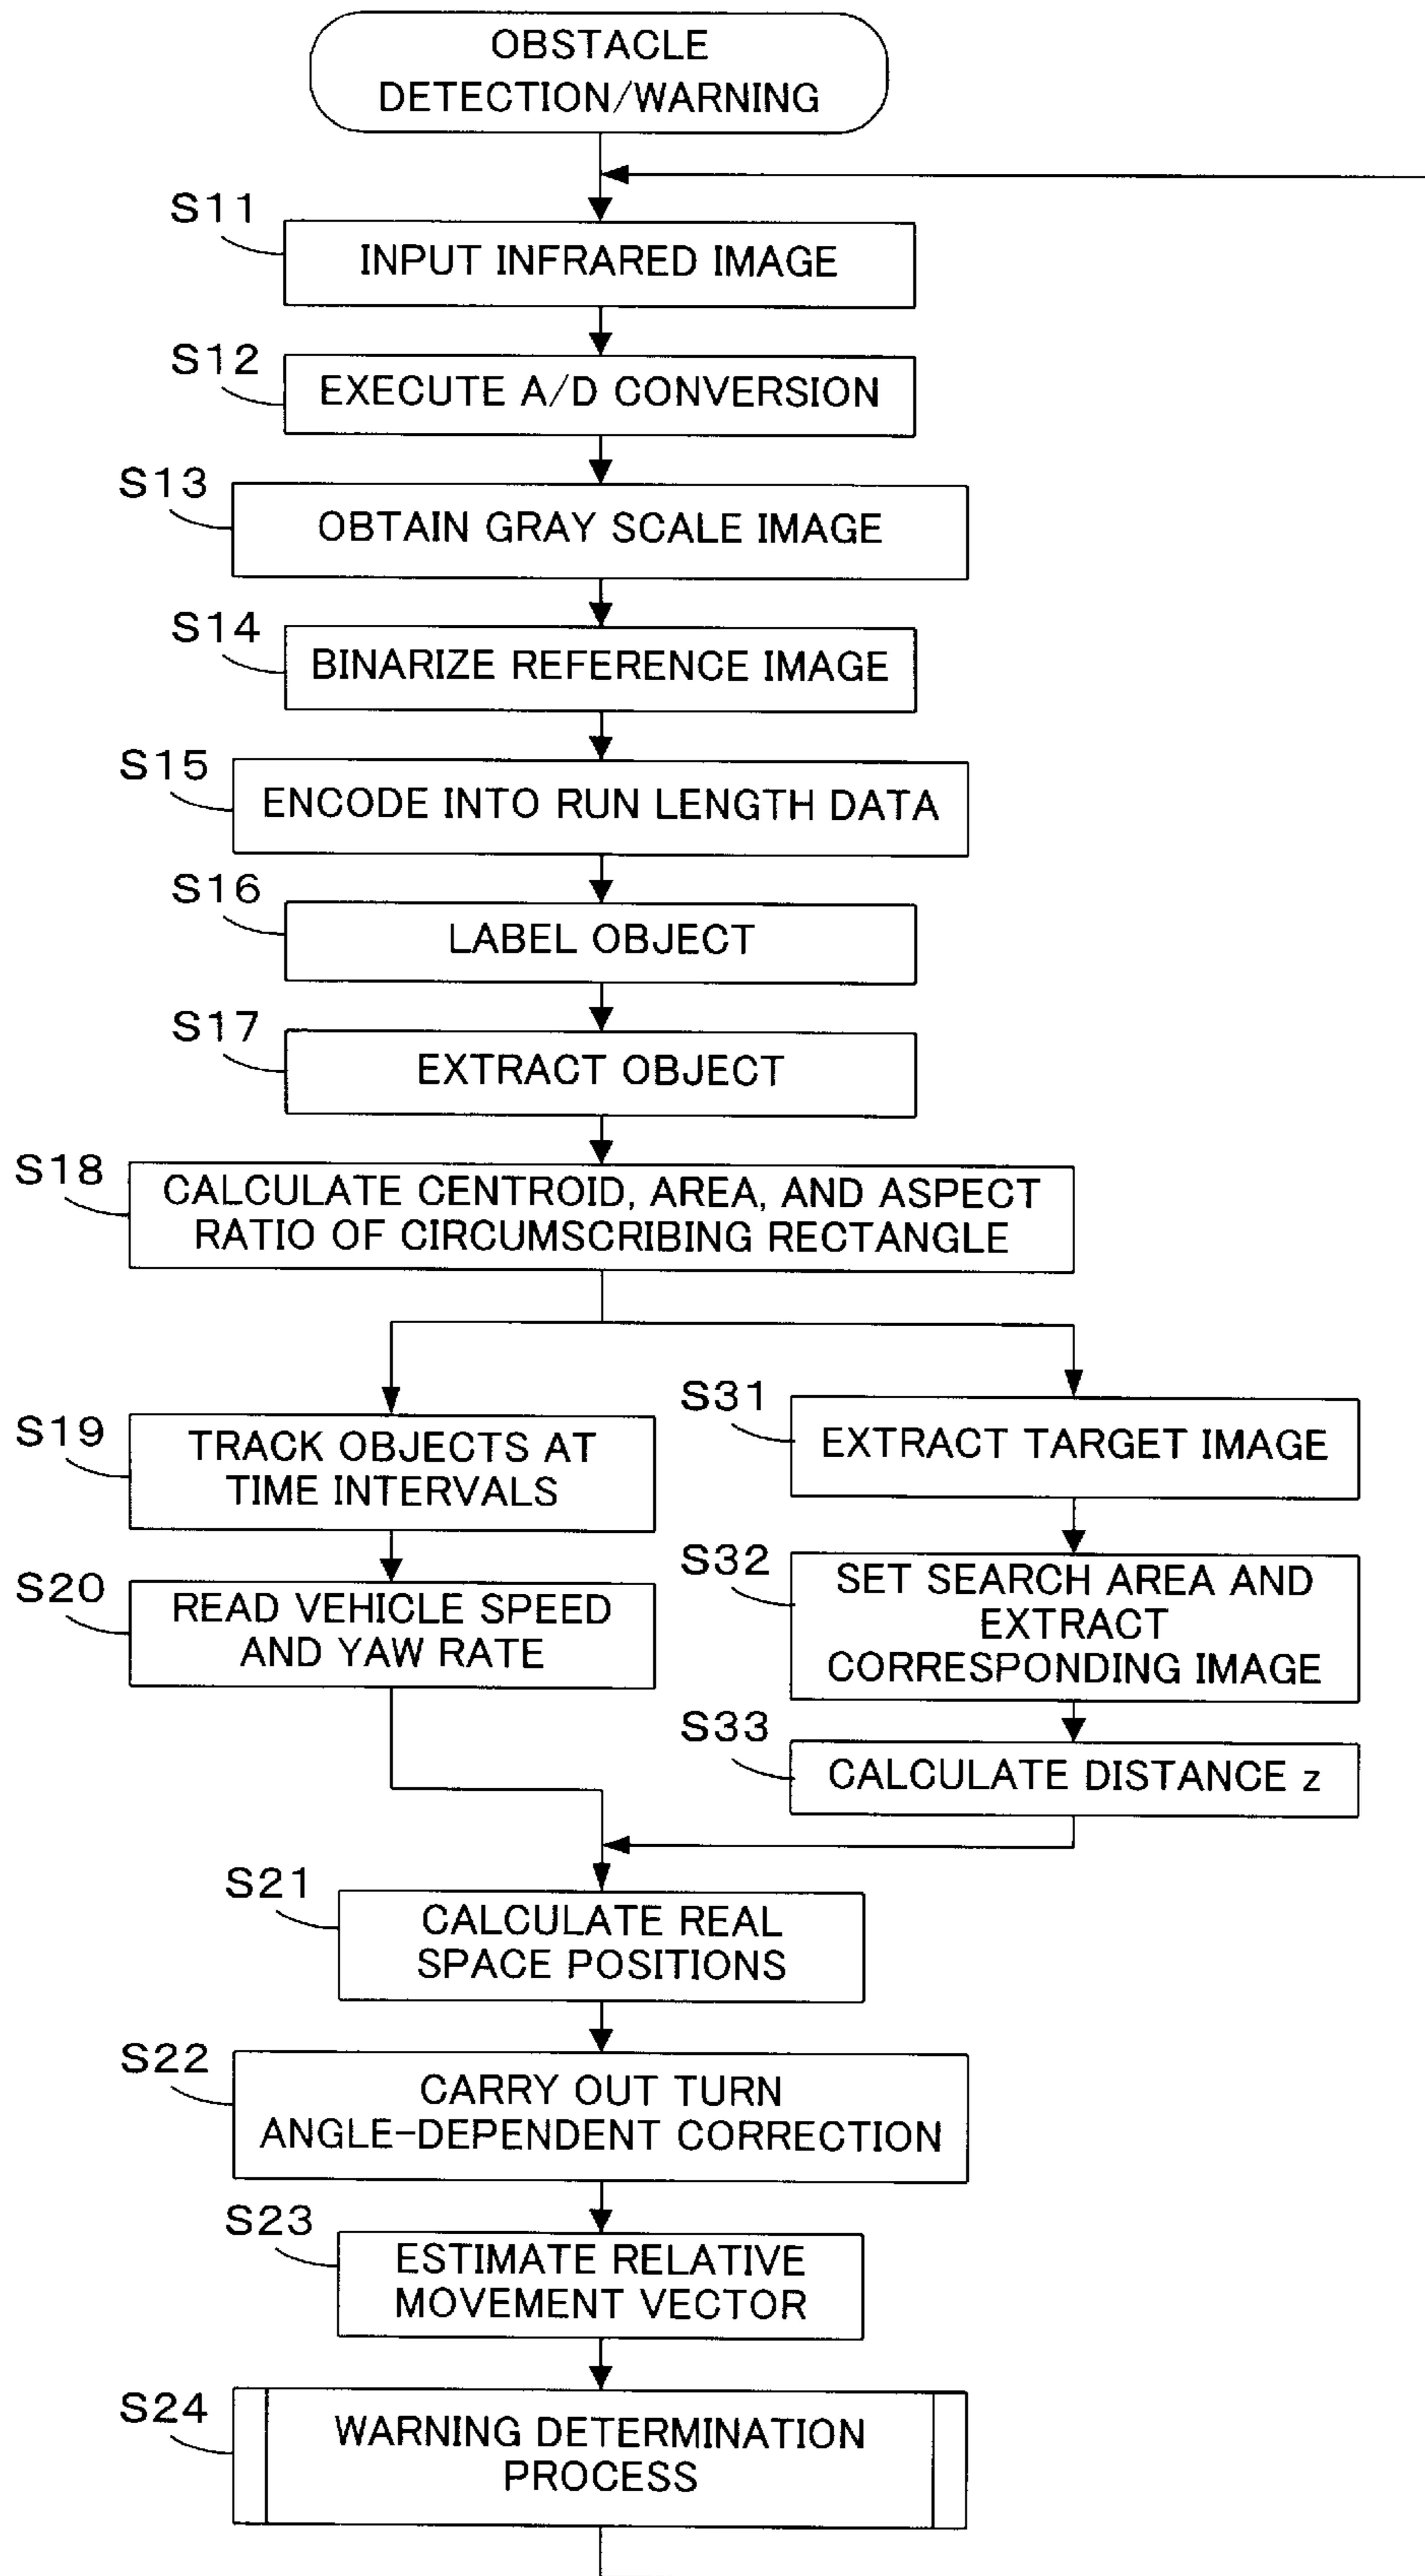 OBSTACLE
DETECTION/WARNING
S11
INPUT INFRARED IMAGE
S12
EXECUTE A/D CONVERSION
S13
OBTAIN GRAY SCALE IMAGE
S14
BINARIZE REFERENCE IMAGE
S15
ENCODE INTO RUN LENGTH DATA
S16
LABEL OBJECT
S17
EXTRACT OBJECT
S18
CALCULATE CENTROID, AREA, AND ASPECT
RATIO OF CIRCUMSCRIBING RECTANGLE
S19
TRACK OBJECTS AT
TIME INTERVALS
S20
READ VEHICLE SPEED
AND YAW RATE
S31
EXTRACT TARGET IMAGE
S32
SET SEARCH AREA AND
EXTRACT
CORRESPONDING IMAGE
S33
CALCULATE DISTANCE z
S21
CALCULATE REAL
SPACE POSITIONS
S22
CARRY OUT TURN
ANGLE-DEPENDENT CORRECTION
S23
ESTIMATE RELATIVE
MOVEMENT VECTOR
S24
WARNING DETERMINATION
PROCESS